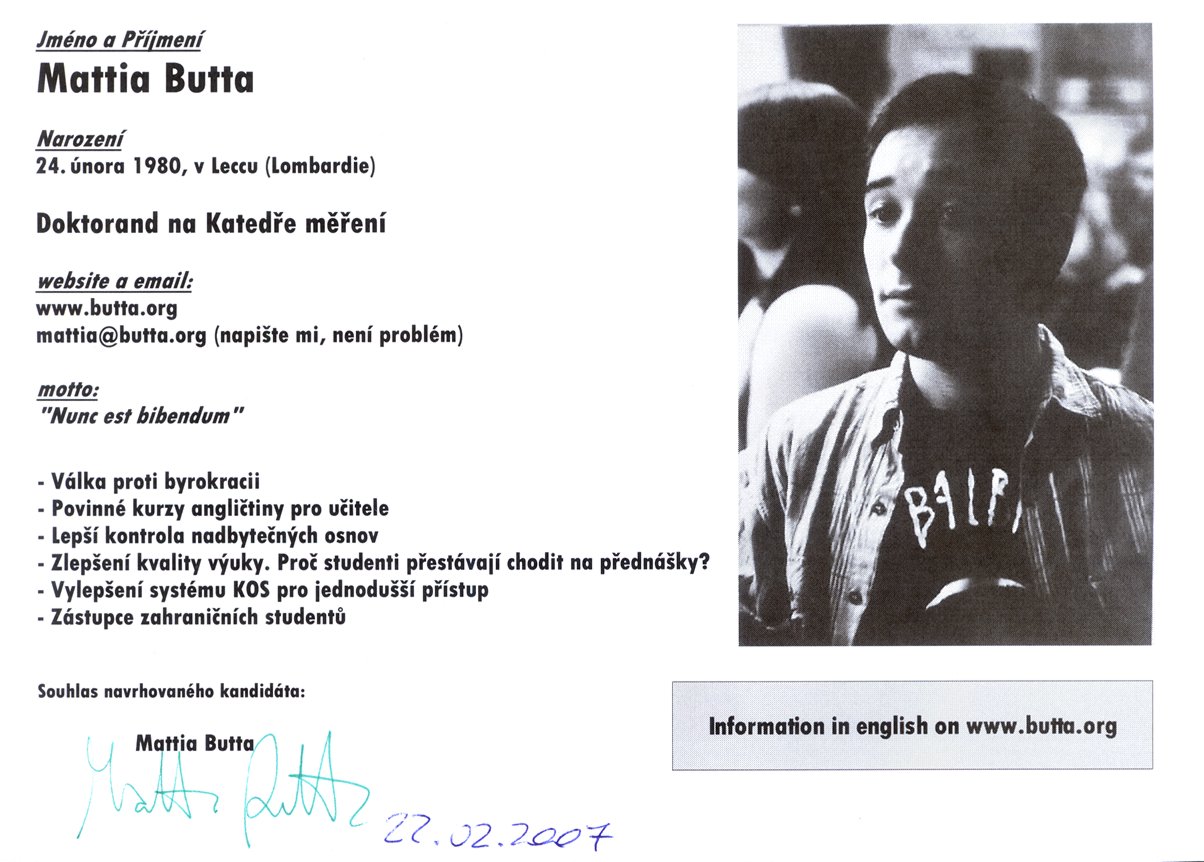 Jméno a Příjmení
Mattia Butta
Narození
24. února 1980, v Leccu (Lombardie)
Doktorand na Katedře měření
website a email:
www.butta.org
mattia@butta.org (napište mi, není problém)
motto:
"Nunc est bibendum"
- Válka proti byrokracii
- Povinné kurzy angličtiny pro učitele
- Lepší kontrola nadbytečných osnov
- Zlepšení kvality výuky. Proč studenti přestávají chodit na přednášky?
- Vylepšení systému KOS pro jednodušší přístup
- Zástupce zahraničních studentů
Souhlas navrhovaného kandidáta:
Mattia Butta
Mattia Butta
22.02.2007
Information in english on www.butta.org